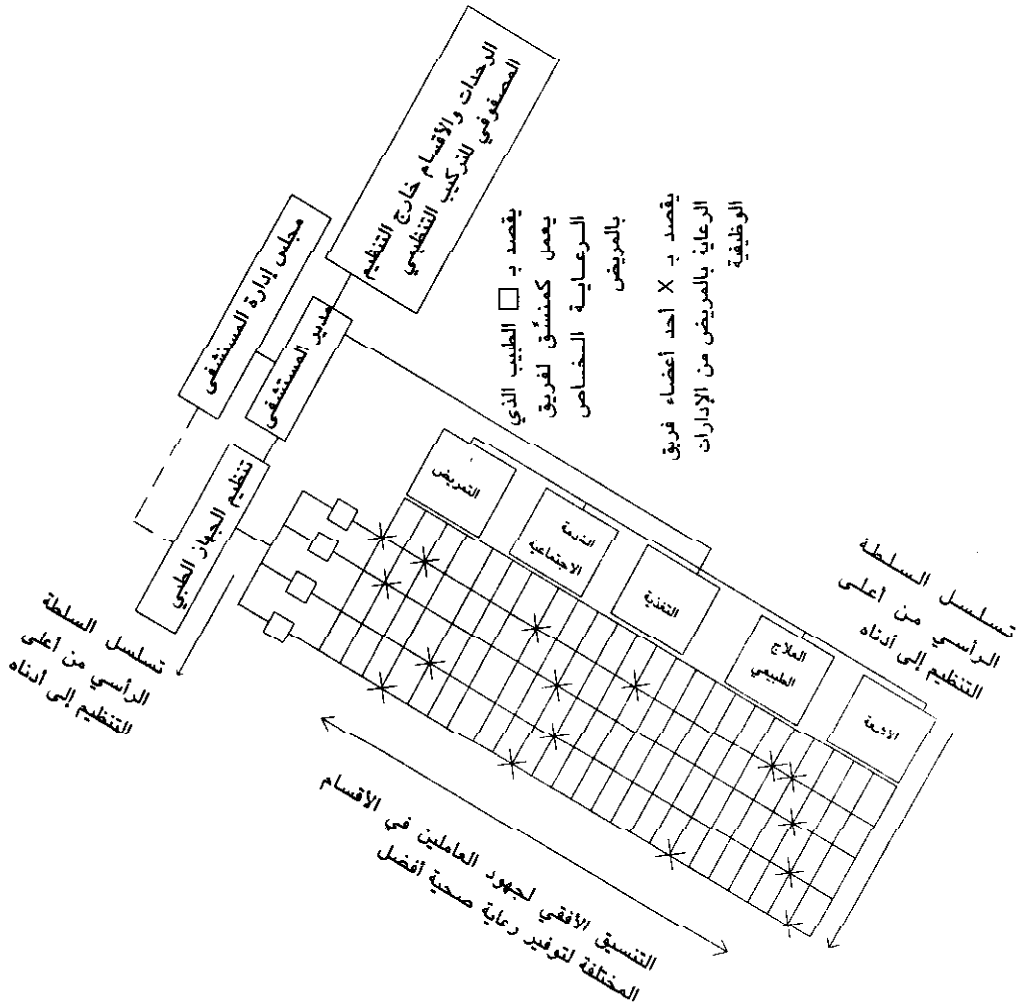 مجلس إدارة المستشفى
مدير المستشفى
الوحدات والأقسام خارج التنظيم
المصفوفي للتركيب التنظيمي
تنظيم الجهاز الطبي
تسلسل السلطة
الرأسي من أعلى
التنظيم إلى أدناه
التمريض
الخدمة
الاجتماعية
التغذية
العلاج
الطبيعي
الأشعة
تسلسل السلطة
الرأسي من أعلى
التنظيم إلى أدناه
التنسيق الأفقي لجهود العاملين في الأقسام
المختلفة لتوفير رعاية صحية أفضل
يقصد بـ □ الطبيب الذي
يعمل كمنسّق لفريق
الرعاية الخاص
بالمريض
يقصد بـ X أحد أعضاء فريق
الرعاية بالمريض من الإدارات
الوظيفية